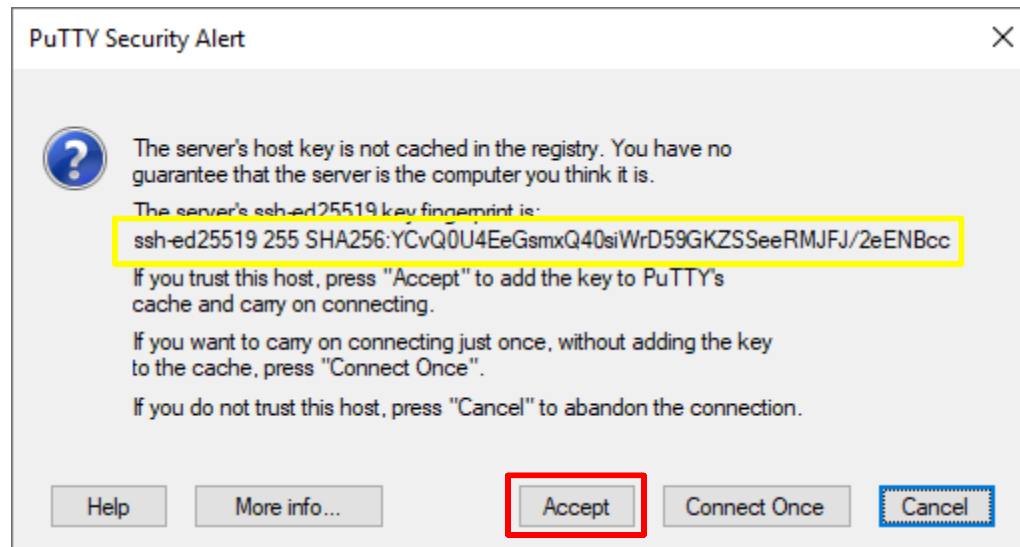 PuTTY Security Alert
The server's host key is not cached in the registry. You have no
guarantee that the server is the computer you think it is.
The server's ssh-ed25519 key fingerprint is:
ssh-ed25519 255 SHA256:YCvQ0U4EeGsmxQ40siWrD59GKZSSeeRMJFJ/2eENBcc
If you trust this host, press "Accept" to add the key to PuTTY's
cache and carry on connecting.
If you want to carry on connecting just once, without adding the key
to the cache, press "Connect Once".
If you do not trust this host, press "Cancel" to abandon the connection.
Help More info... Accept Connect Once Cancel